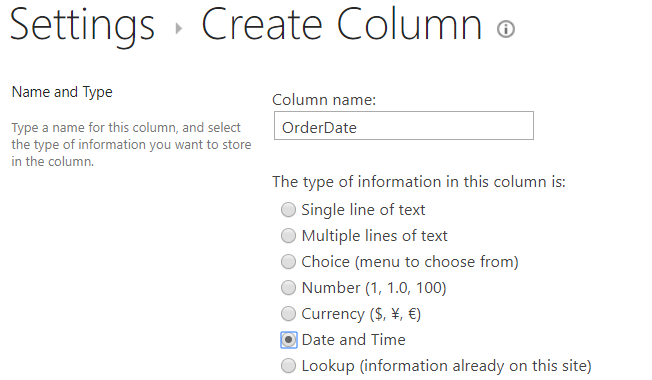 Settings ▸ Create Column
Name and Type
Type a name for this column, and select
the type of information you want to store
in the column.
Column name:
OrderDate
The type of information in this column is:
Single line of text
Multiple lines of text
Choice (menu to choose from)
Number (1, 1.0, 100)
Currency ($, ¥, €)
Date and Time
Lookup (information already on this site)